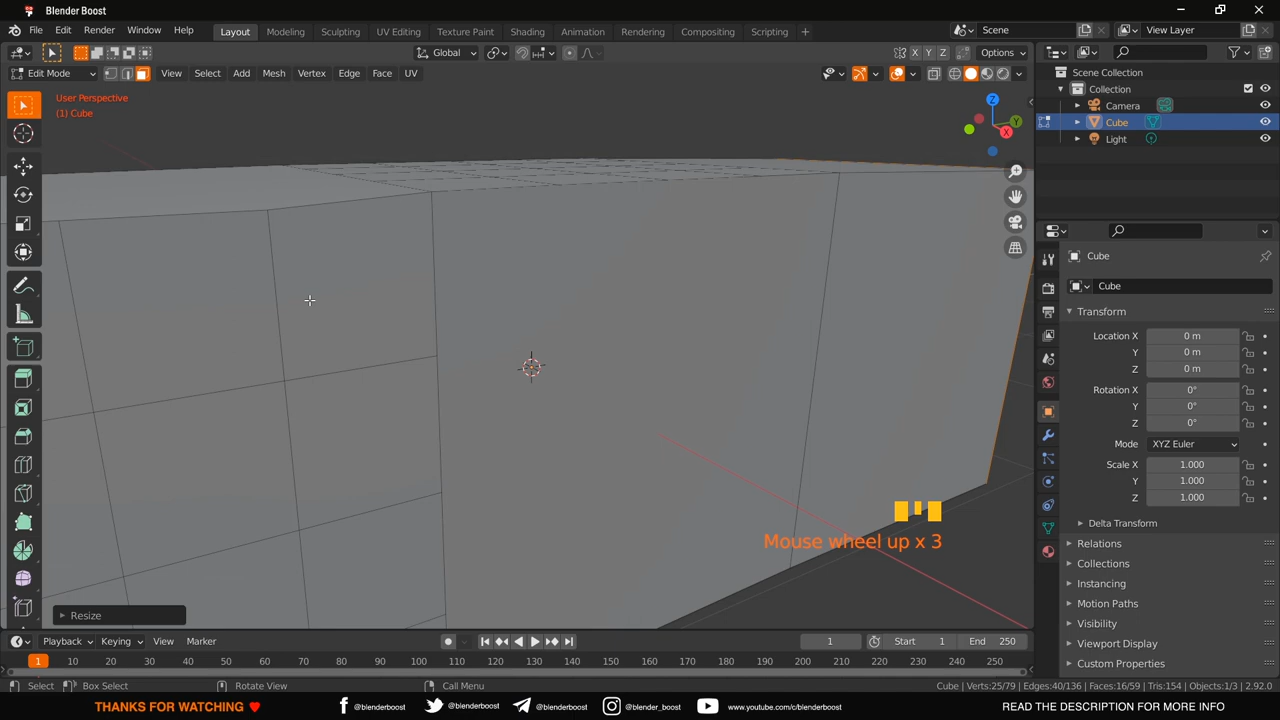 Blender Boost
File Edit Render Window Help Layout Modeling Sculpting UV Editing Texture Paint Shading Animation Rendering Compositing Scripting + Scene View Layer
Global X Y Z Options
Edit Mode View Select Add Mesh Vertex Edge Face UV
User Perspective
(1) Cube
Z
Y
X
Scene Collection
Collection
Camera
Cube
Light
Cube
Cube
Transform
Location X 0 m
Y 0 m
Z 0 m
Rotation X 0°
Y 0°
Z 0°
Mode XYZ Euler
Scale X 1.000
Y 1.000
Z 1.000
Delta Transform
Relations
Collections
Instancing
Motion Paths
Visibility
Viewport Display
Custom Properties
Mouse wheel up x 3
Resize
Playback Keying View Marker 1 Start 1 End 250
1 10 20 30 40 50 60 70 80 90 100 110 120 130 140 150 160 170 180 190 200 210 220 230 240 250
Select Box Select Rotate View Call Menu Cube | Verts:25/79 | Edges:40/136 | Faces:16/59 | Tris:154 | Objects:1/3 | 2.92.0
THANKS FOR WATCHING ❤ @blenderboost @blenderboost @blenderboost @blender_boost www.youtube.com/c/blenderboost READ THE DESCRIPTION FOR MORE INFO